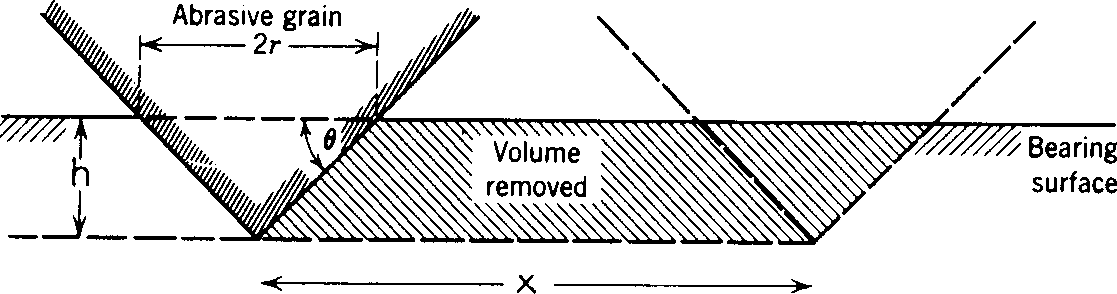 Abrasive grain
2r
θ
h
Volume
removed
Bearing
surface
x